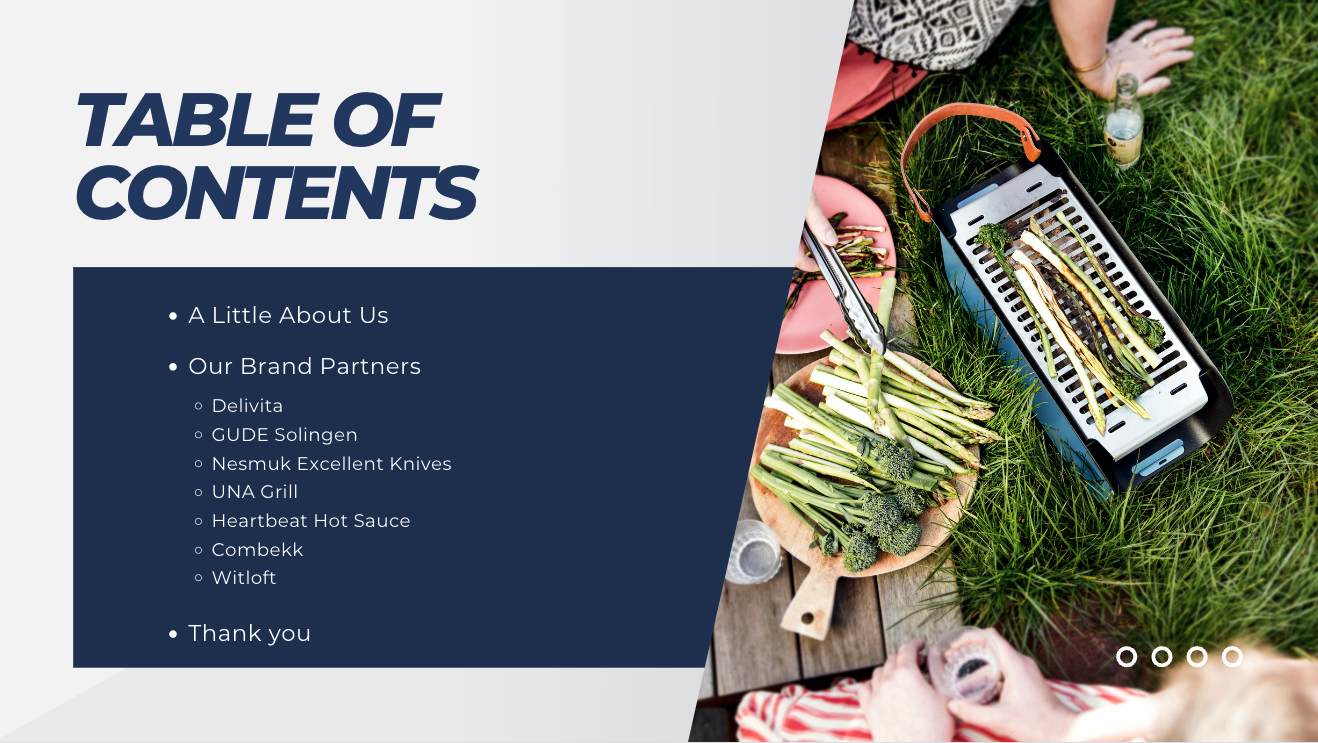 TABLE OF
CONTENTS
A Little About Us
Our Brand Partners
Delivita
GUDE Solingen
Nesmuk Excellent Knives
UNA Grill
Heartbeat Hot Sauce
Combekk
Witloft
Thank you